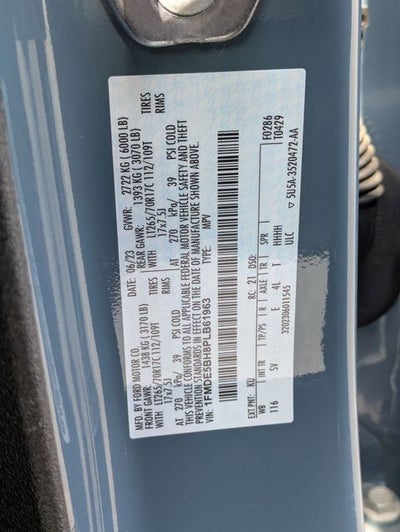 MFD. BY FORD MOTOR CO.
DATE: 06/23 GVWR: 2722 KG ( 6000 LB)
FRONT GAWR: 1438 KG (3170 LB) REAR GAWR: 1393 KG ( 3070 LB)
WITH LT265/70R17C 112/109T TIRES WITH LT265/70R17C 112/109T TIRES
17x7.5J RIMS 17x7.5J RIMS
AT 270 kPa/ 39 PSI COLD AT 270 kPa/ 39 PSI COLD
THIS VEHICLE CONFORMS TO ALL APPLICABLE FEDERAL MOTOR VEHICLE SAFETY AND THEFT
PREVENTION STANDARDS IN EFFECT ON THE DATE OF MANUFACTURE SHOWN ABOVE.
VIN: 1FMDE5BH8PLB61963 TYPE: MPV
F0286
T0429
EXT PNT: KU RC: 21 DSO:
WB TP/PS R AXLE TR SPR
116 SV E 4L T HHHH
ULC
3202306011545
5U5A-3520472-AA